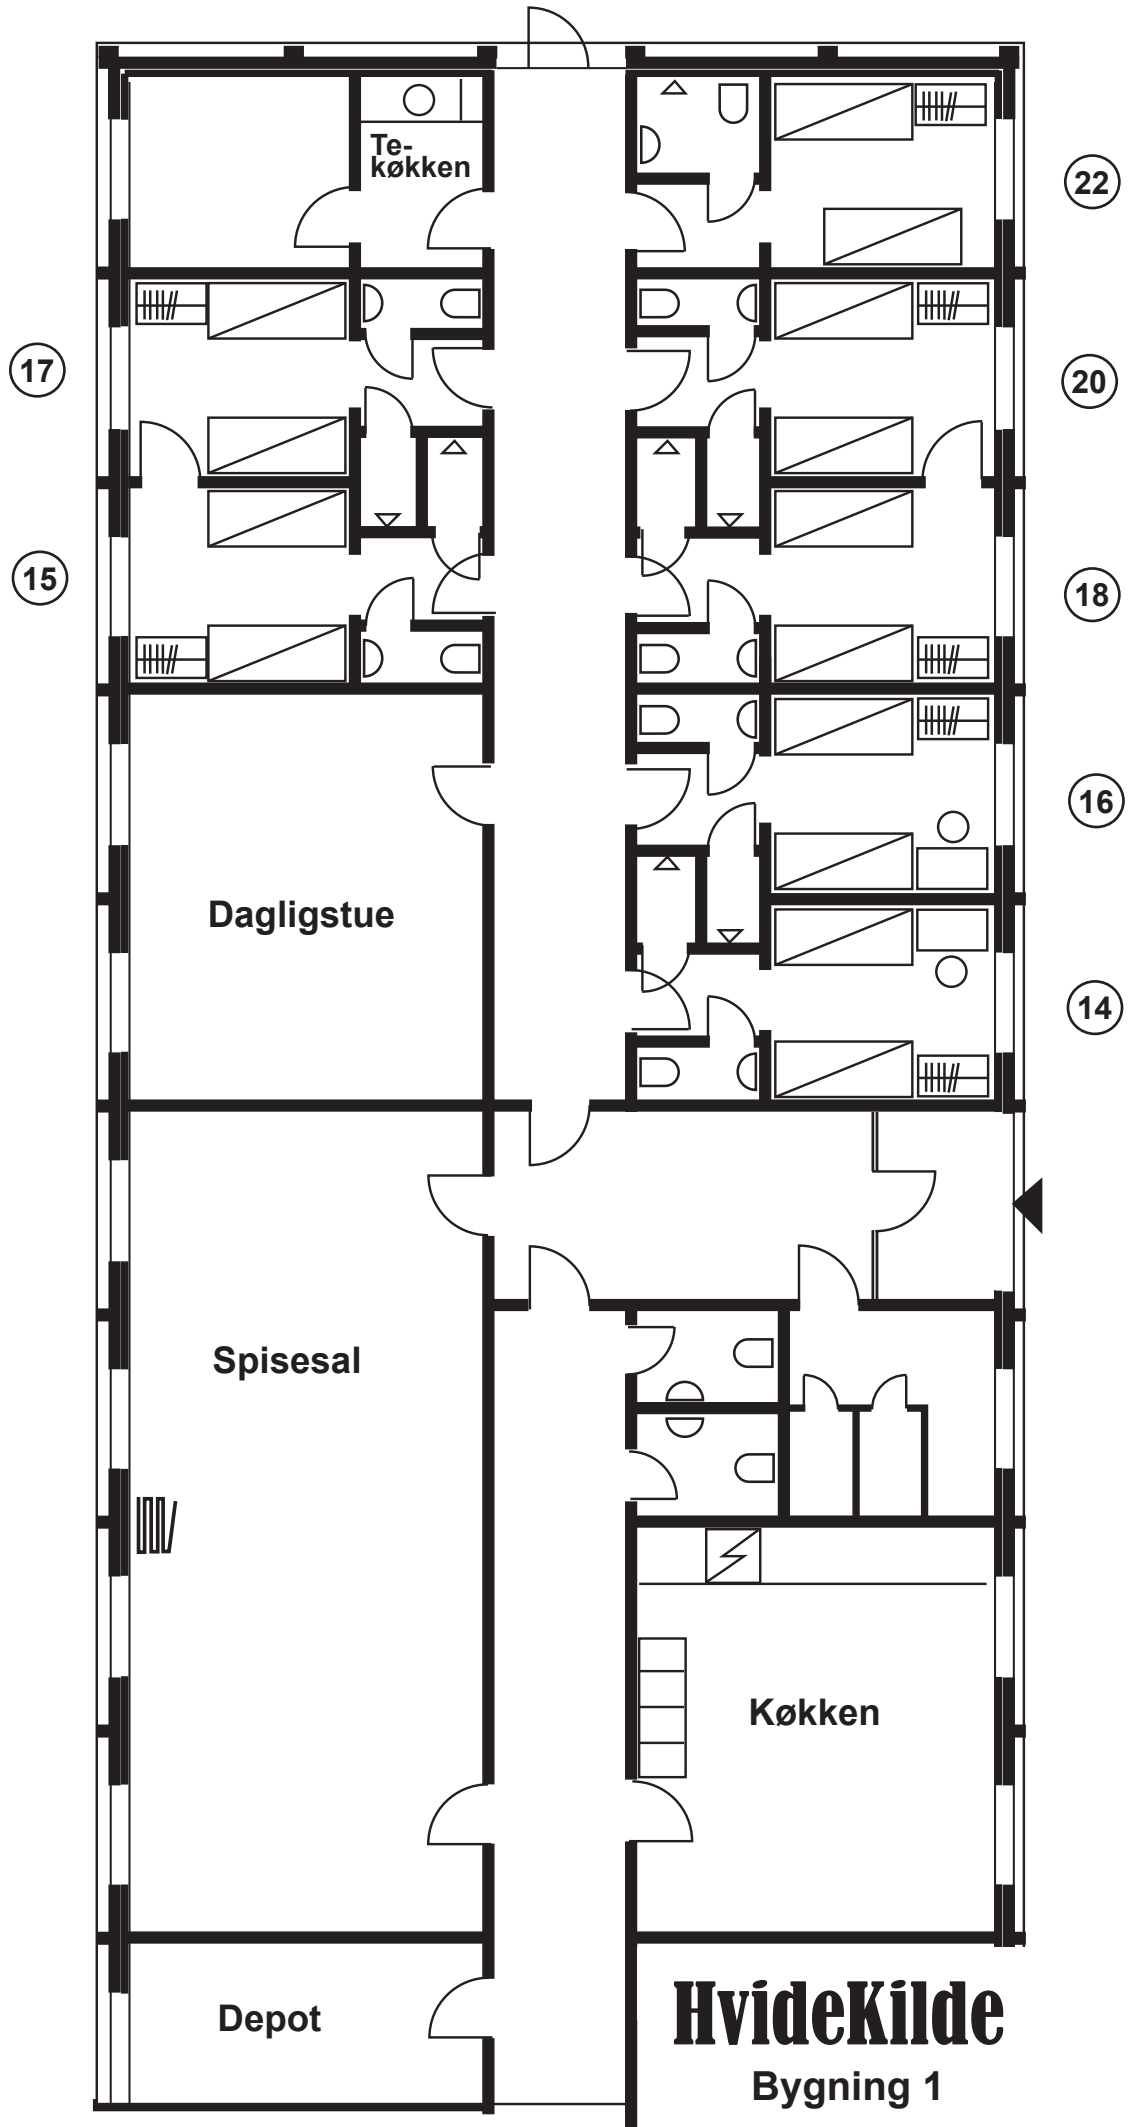 Te-
køkken
22
17
20
15
18
16
Dagligstue
14
Spisesal
Køkken
Depot
HvideKilde
Bygning 1